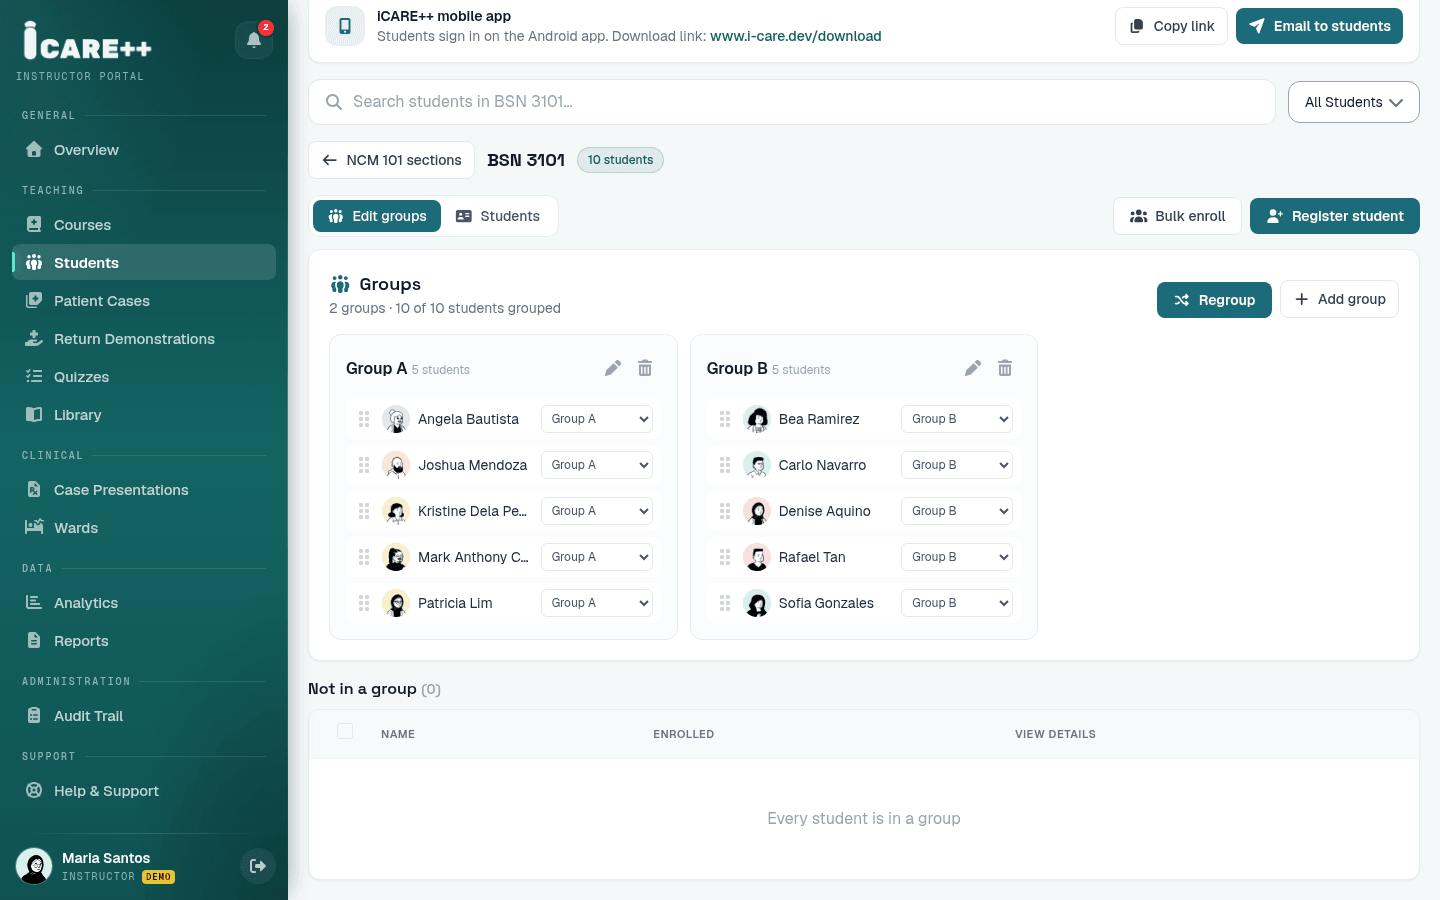 iCARE++
2
INSTRUCTOR PORTAL
GENERAL
Overview
TEACHING
Courses
Students
Patient Cases
Return Demonstrations
Quizzes
Library
CLINICAL
Case Presentations
Wards
DATA
Analytics
Reports
ADMINISTRATION
Audit Trail
SUPPORT
Help & Support
Maria Santos
INSTRUCTOR DEMO
iCARE++ mobile app
Students sign in on the Android app. Download link: www.i-care.dev/download
Copy link
Email to students
Search students in BSN 3101...
All Students
NCM 101 sections
BSN 3101
10 students
Edit groups
Students
Bulk enroll
Register student
Groups
2 groups · 10 of 10 students grouped
Regroup
Add group
Group A 5 students
Angela Bautista Group A
Joshua Mendoza Group A
Kristine Dela Pe... Group A
Mark Anthony C... Group A
Patricia Lim Group A
Group B 5 students
Bea Ramirez Group B
Carlo Navarro Group B
Denise Aquino Group B
Rafael Tan Group B
Sofia Gonzales Group B
Not in a group (0)
NAME ENROLLED VIEW DETAILS
Every student is in a group